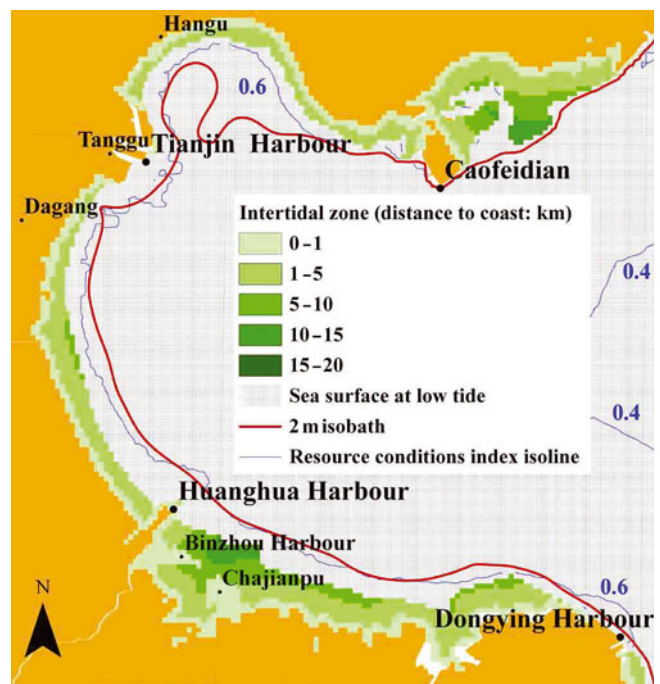 Hangu
0.6
Tanggu
Tianjin Harbour
Caofeidian
Dagang
Intertidal zone (distance to coast: km)
0-1
1-5
5-10
10-15
15-20
Sea surface at low tide
2 m isobath
Resource conditions index isoline
0.4
0.4
Huanghua Harbour
Binzhou Harbour
Chajianpu
0.6
Dongying Harbour
N